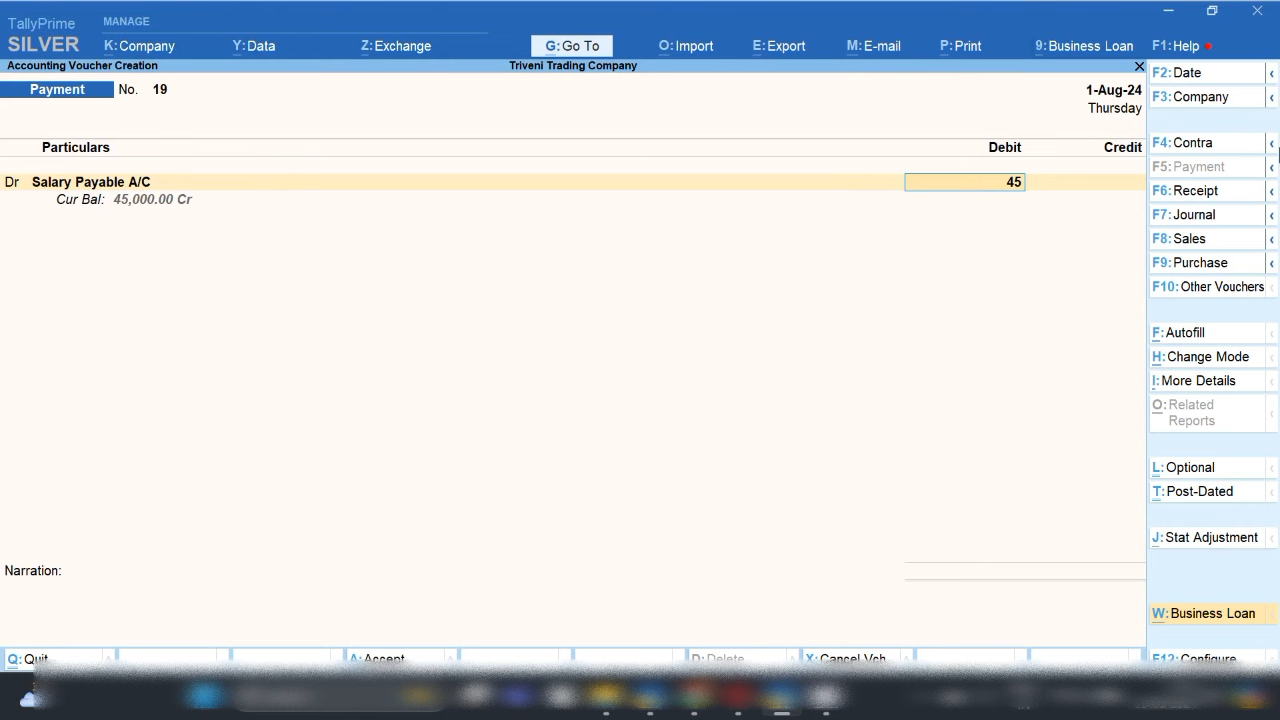 TallyPrime
MANAGE
SILVER
K:Company
Y:Data
Z:Exchange
G:Go To
O:Import
E:Export
M:E-mail
P:Print
9:Business Loan
F1:Help
Accounting Voucher Creation
Triveni Trading Company
Payment No. 19
1-Aug-24
Thursday
Particulars
Debit
Credit
Dr Salary Payable A/C
45
Cur Bal: 45,000.00 Cr
Narration:
F2:Date
F3:Company
F4:Contra
F5:Payment
F6:Receipt
F7:Journal
F8:Sales
F9:Purchase
F10:Other Vouchers
F:Autofill
H:Change Mode
I:More Details
O:Related
Reports
L:Optional
T:Post-Dated
J:Stat Adjustment
W:Business Loan
Q:Quit
A:Accept
D:Delete
X:Cancel Vch
F12:Configure